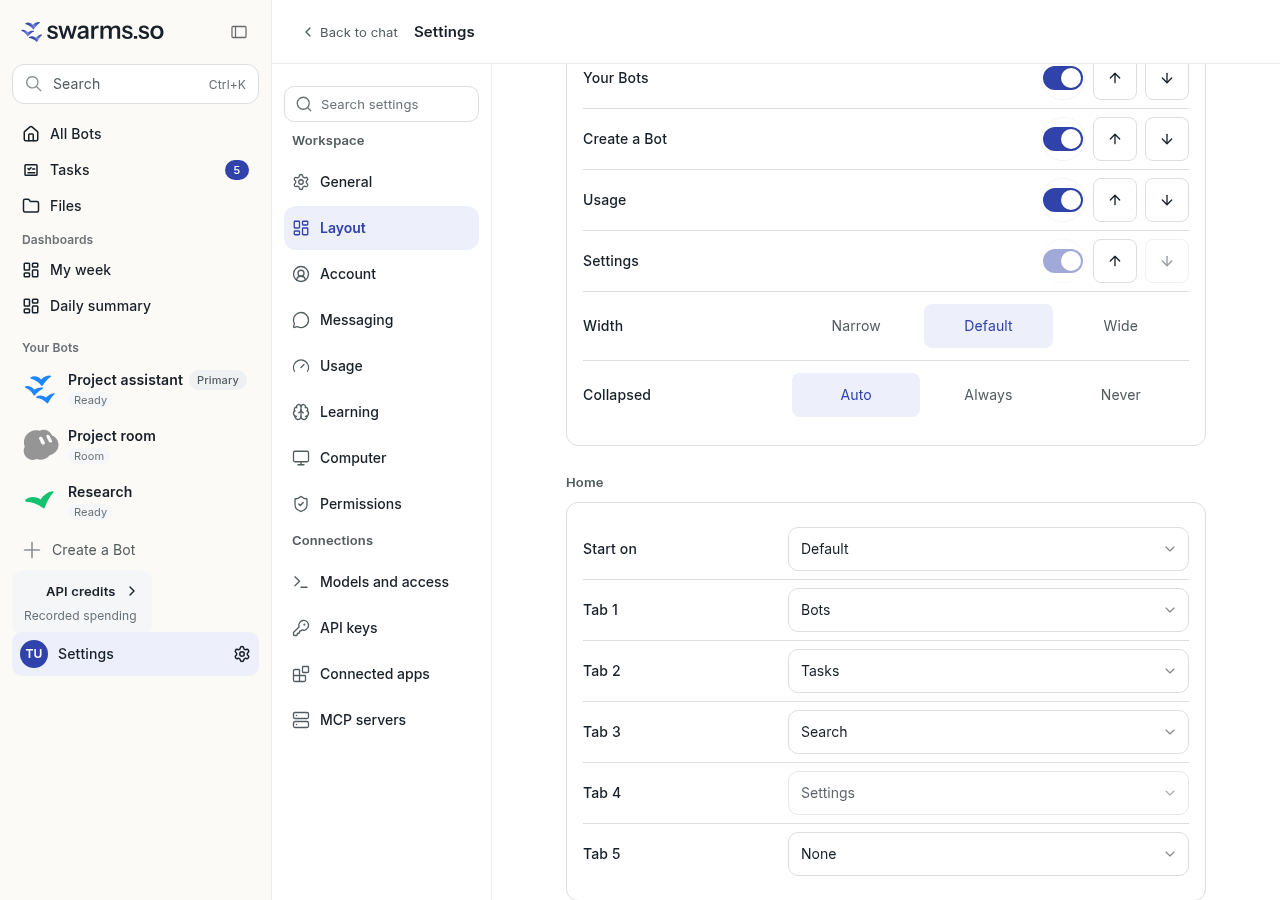 swarms.so
Search
Ctrl+K
All Bots
Tasks
5
Files
Dashboards
My week
Daily summary
Your Bots
Project assistant
Primary
Ready
Project room
Room
Research
Ready
Create a Bot
API credits
Recorded spending
TU
Settings
Back to chat
Settings
Search settings
Workspace
General
Layout
Account
Messaging
Usage
Learning
Computer
Permissions
Connections
Models and access
API keys
Connected apps
MCP servers
Your Bots
Create a Bot
Usage
Settings
Width
Narrow
Default
Wide
Collapsed
Auto
Always
Never
Home
Start on
Default
Tab 1
Bots
Tab 2
Tasks
Tab 3
Search
Tab 4
Settings
Tab 5
None